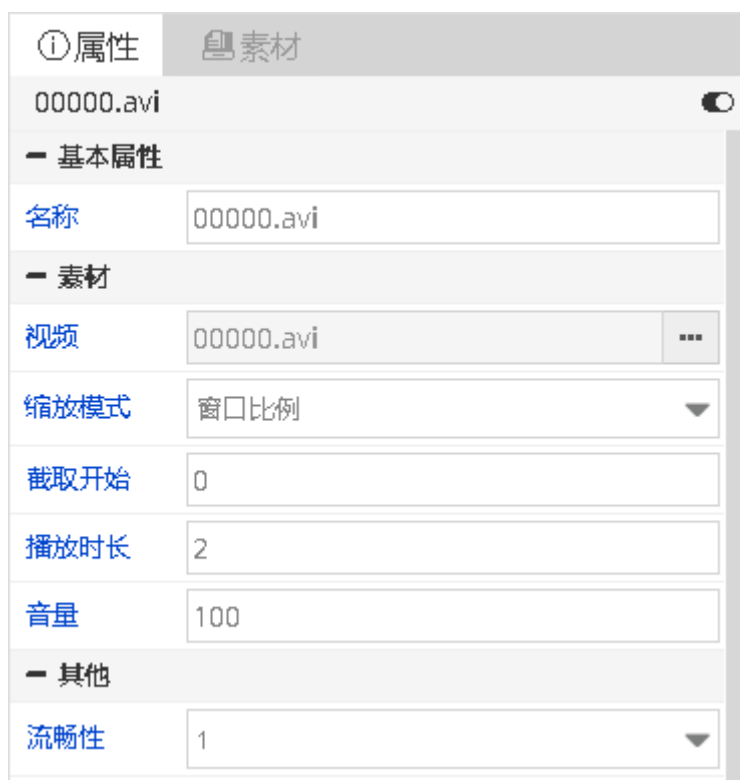 属性 素材
00000.avi
基本属性
名称 00000.avi
素材
视频 00000.avi ...
缩放模式 窗口比例
截取开始 0
播放时长 2
音量 100
其他
流畅性 1